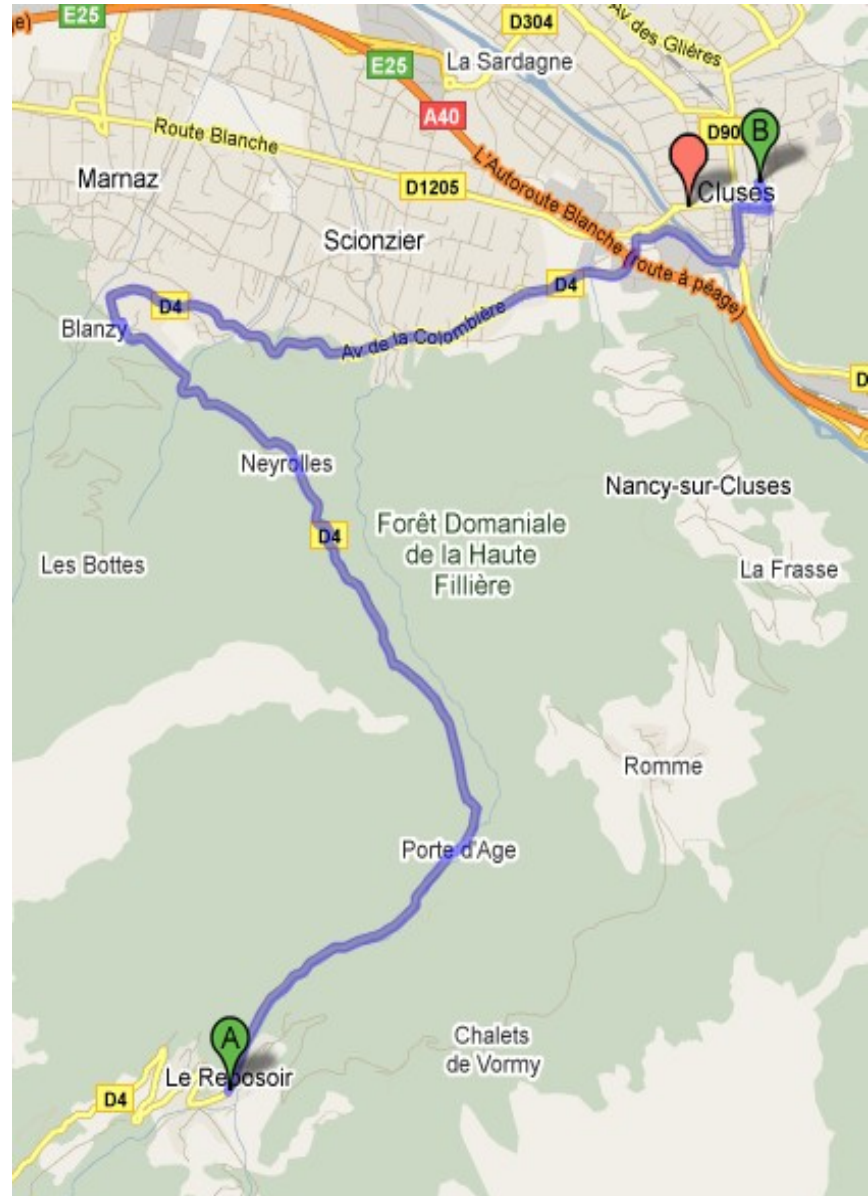 E25
D304
Av des Glières
La Sardagne
E25
A40
Route Blanche
D90
B
L'Autoroute Blanche (route à péage)
Marnaz
D1205
Cluses
Scionzier
D4
D4
Blanzy
Av de la Colombière
Neyrolles
Nancy-sur-Cluses
D4
Forêt Domaniale
de la Haute
Fillière
Les Bottes
La Frasse
Romme
Porte d'Age
A
Chalets
de Vormy
Le Reposoir
D4